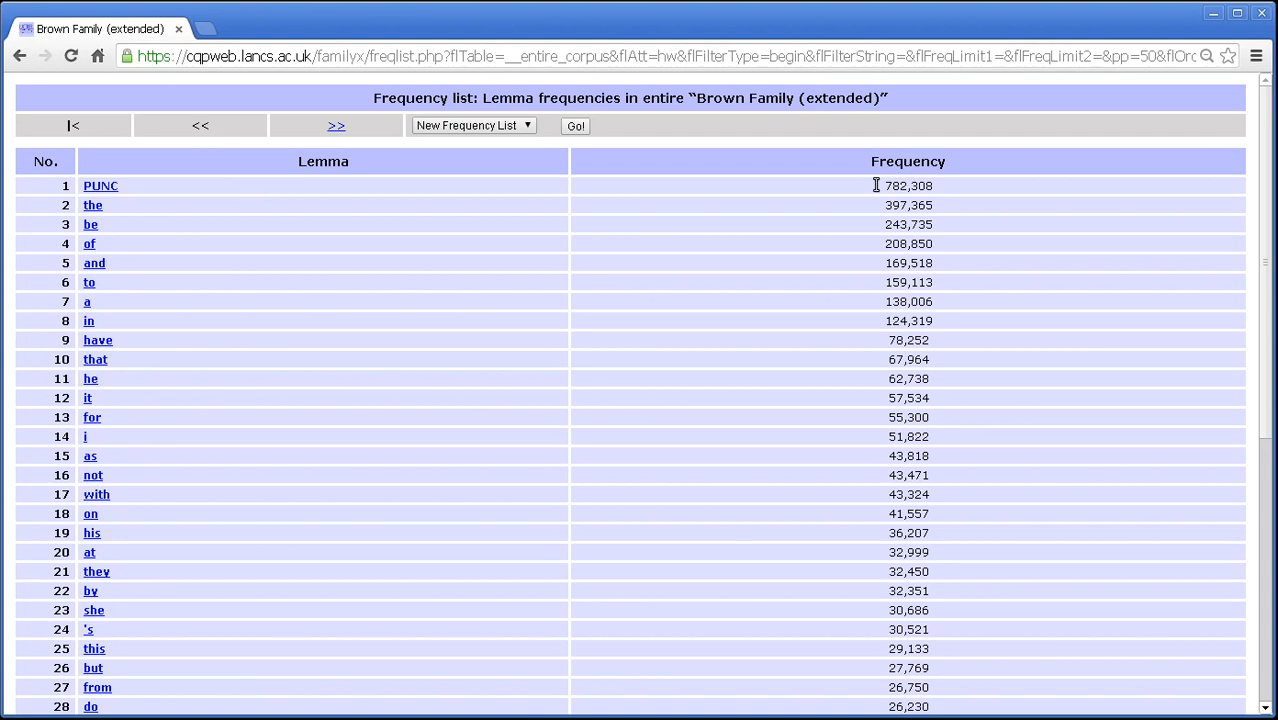 Brown Family (extended)
https://cqpweb.lancs.ac.uk/familyx/freqlist.php?flTable=__entire_corpus&flAtt=hw&flFilterType=begin&flFilterString=&flFreqLimit1=&flFreqLimit2=&pp=50&flOrc
Frequency list: Lemma frequencies in entire “Brown Family (extended)”
|< << >> New Frequency List Go!
No. Lemma Frequency
1 PUNC 782,308
2 the 397,365
3 be 243,735
4 of 208,850
5 and 169,518
6 to 159,113
7 a 138,006
8 in 124,319
9 have 78,252
10 that 67,964
11 he 62,738
12 it 57,534
13 for 55,300
14 i 51,822
15 as 43,818
16 not 43,471
17 with 43,324
18 on 41,557
19 his 36,207
20 at 32,999
21 they 32,450
22 by 32,351
23 she 30,686
24 's 30,521
25 this 29,133
26 but 27,769
27 from 26,750
28 do 26,230